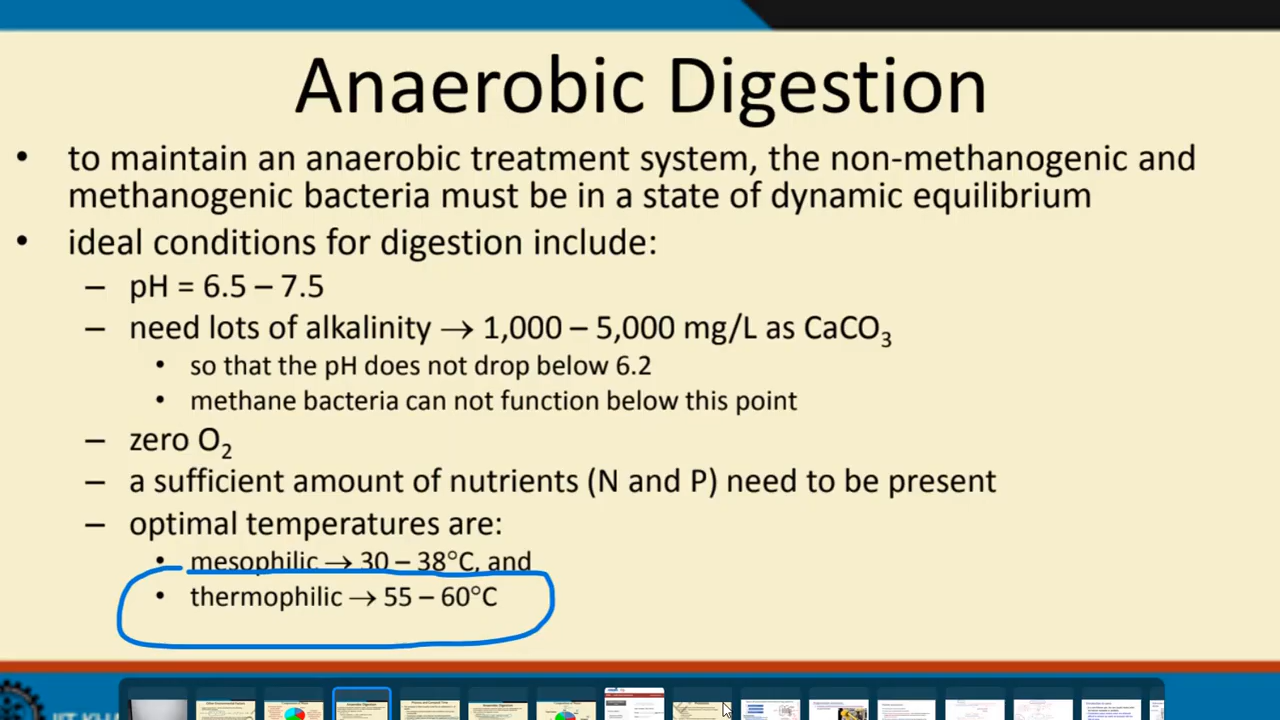 Anaerobic Digestion
• to maintain an anaerobic treatment system, the non-methanogenic and
methanogenic bacteria must be in a state of dynamic equilibrium
• ideal conditions for digestion include:
– pH = 6.5 – 7.5
– need lots of alkalinity → 1,000 – 5,000 mg/L as CaCO₃
• so that the pH does not drop below 6.2
• methane bacteria can not function below this point
– zero O₂
– a sufficient amount of nutrients (N and P) need to be present
– optimal temperatures are:
• mesophilic → 30 – 38°C, and
• thermophilic → 55 – 60°C